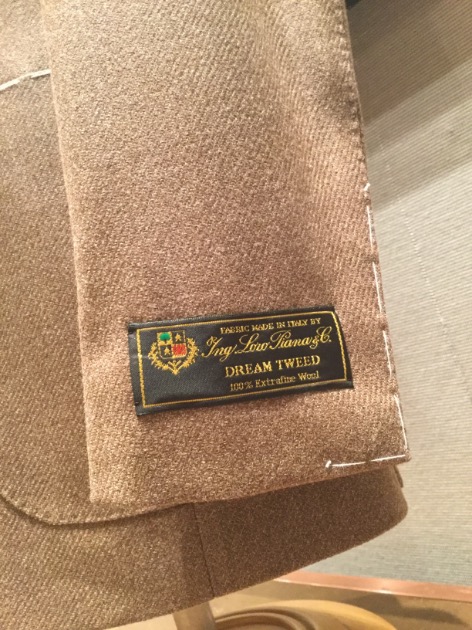 FABRIC MADE IN ITALY BY
Ing. Loro Piana & C.
DREAM TWEED
100% Extrafine Wool